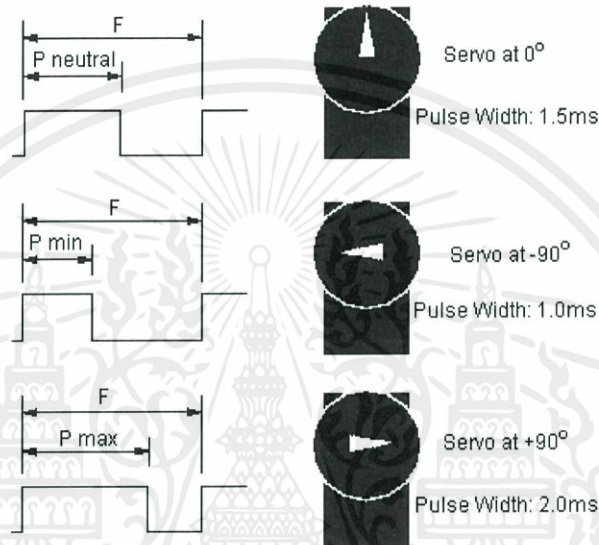 F
P neutral
Servo at 0°
Pulse Width: 1.5ms
F
P min
Servo at -90°
Pulse Width: 1.0ms
F
P max
Servo at +90°
Pulse Width: 2.0ms